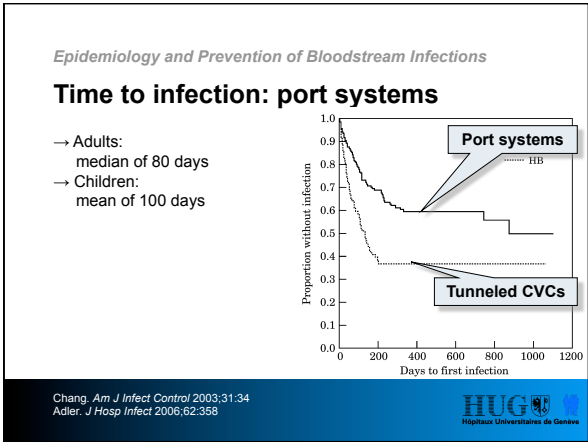 Epidemiology and Prevention of Bloodstream Infections
Time to infection: port systems
→ Adults:
median of 80 days
→ Children:
mean of 100 days
Port systems
HB
Tunneled CVCs
Proportion without infection
1.0
0.9
0.8
0.7
0.6
0.5
0.4
0.3
0.2
0.1
0.0
0 200 400 600 800 1000 1200
Days to first infection
Chang. Am J Infect Control 2003;31:34
Adler. J Hosp Infect 2006;62:358
HUG
Hôpitaux Universitaires de Genève